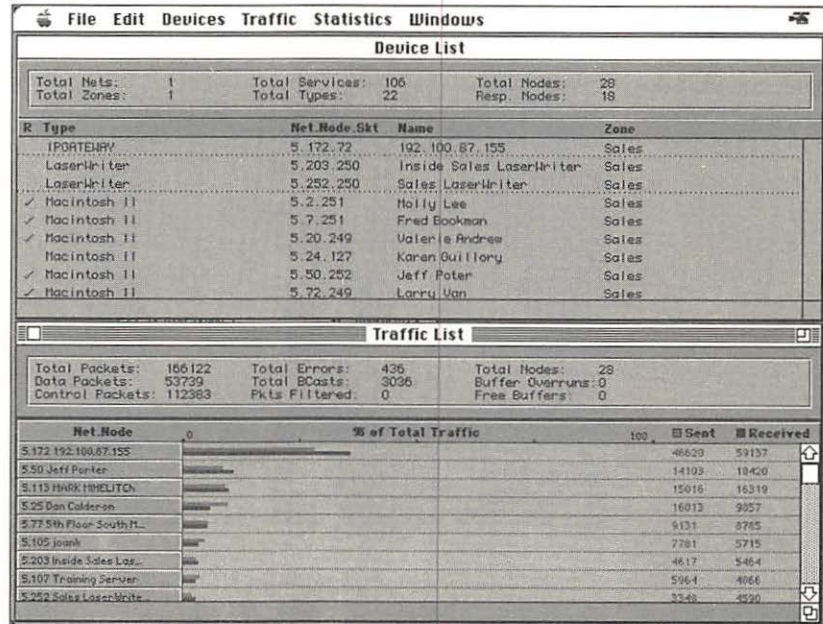 File Edit Devices Traffic Statistics Windows
Device List
Total Nets: 1 Total Services: 106 Total Nodes: 28
Total Zones: 1 Total Types: 22 Resp. Nodes: 18
R Type Net.Node.Skt Name Zone
IPGATEWAY 5.172.72 192.100.87.155 Sales
LaserWriter 5.203.250 Inside Sales LaserWriter Sales
LaserWriter 5.252.250 Sales LaserWriter Sales
✓ Macintosh II 5.2.251 Molly Lee Sales
✓ Macintosh II 5.7.251 Fred Bookman Sales
✓ Macintosh II 5.20.249 Valerie Andrew Sales
Macintosh II 5.24.127 Karen Guillory Sales
✓ Macintosh II 5.50.252 Jeff Poter Sales
✓ Macintosh II 5.72.249 Larry Van Sales
Traffic List
Total Packets: 166122 Total Errors: 436 Total Nodes: 28
Data Packets: 53739 Total BCasts: 3036 Buffer Overruns: 0
Control Packets: 112383 Pkts Filtered: 0 Free Buffers: 0
Net.Node 0 % of Total Traffic 100 Sent Received
5.172 192.100.87.155 46620 59137
5.50 Jeff Porter 14103 18420
5.113 MARK MIHELITCH 15016 16319
5.25 Dan Calderon 16013 9857
5.77 5th Floor South M... 9131 8785
5.105 joank 7781 5715
5.203 Inside Sales Las... 4617 5464
5.107 Training Server 5964 4066
5.252 Sales LaserWrite... 3348 4590